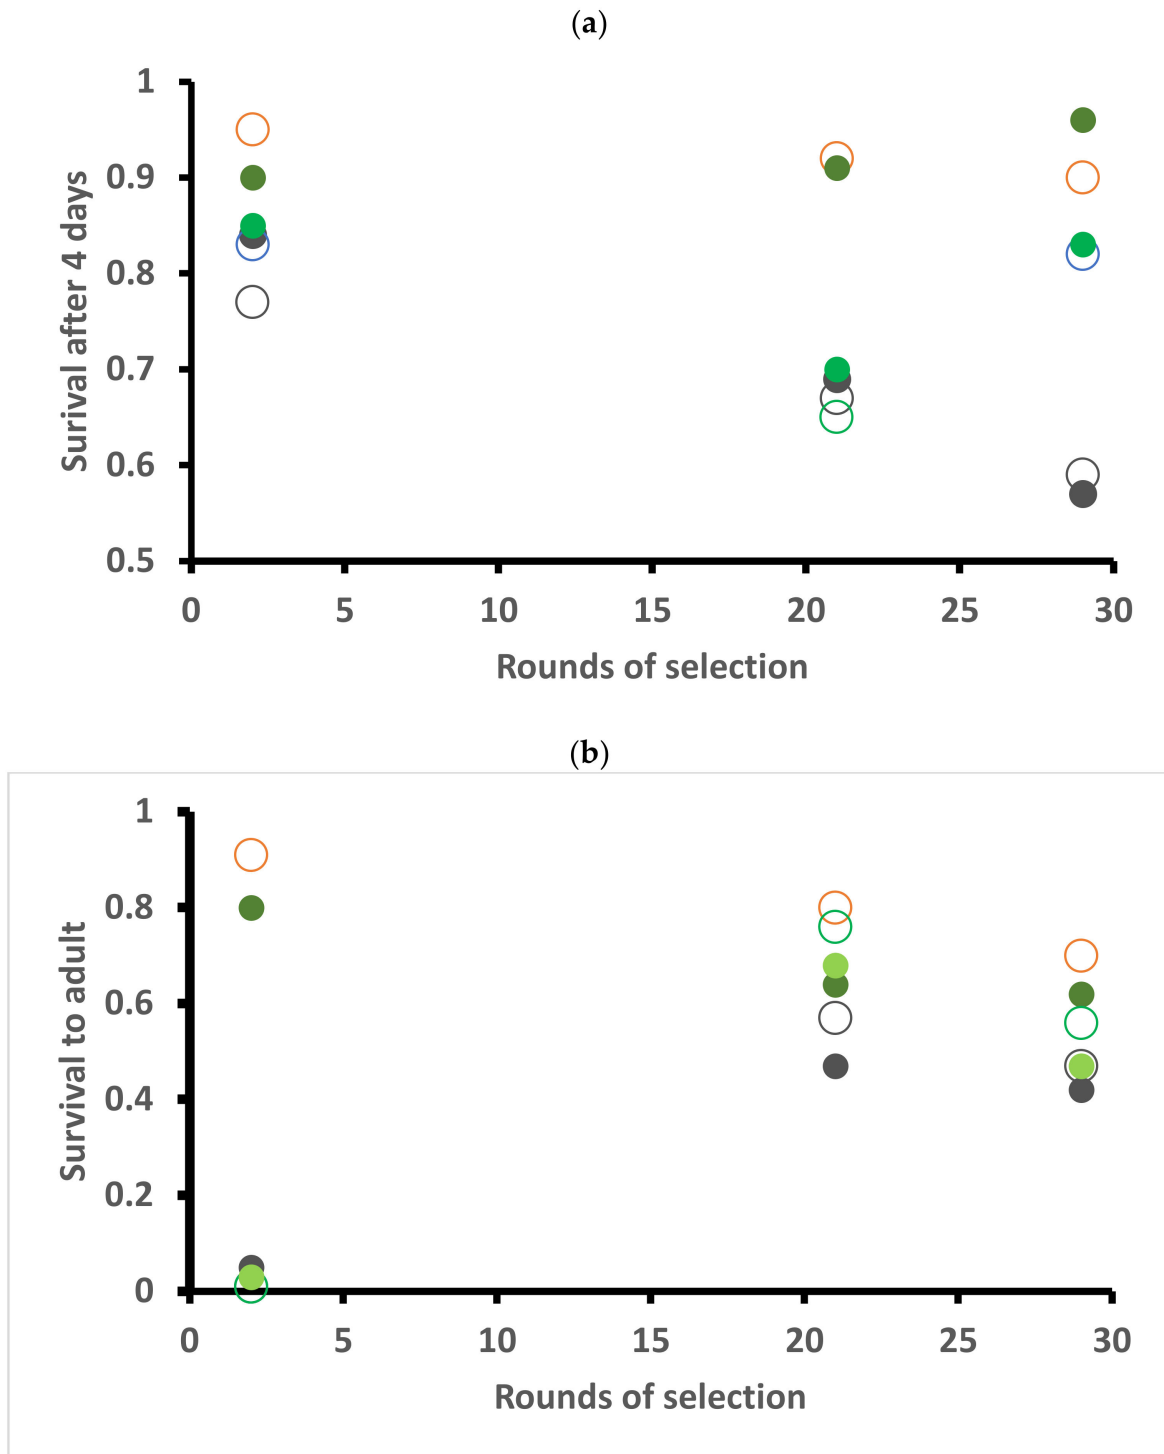 (a)
1
0.9
0.8
0.7
0.6
0.5
Surival after 4 days
0 5 10 15 20 25 30
Rounds of selection
(b)
1
0.8
0.6
0.4
0.2
0
Survival to adult
0 5 10 15 20 25 30
Rounds of selection